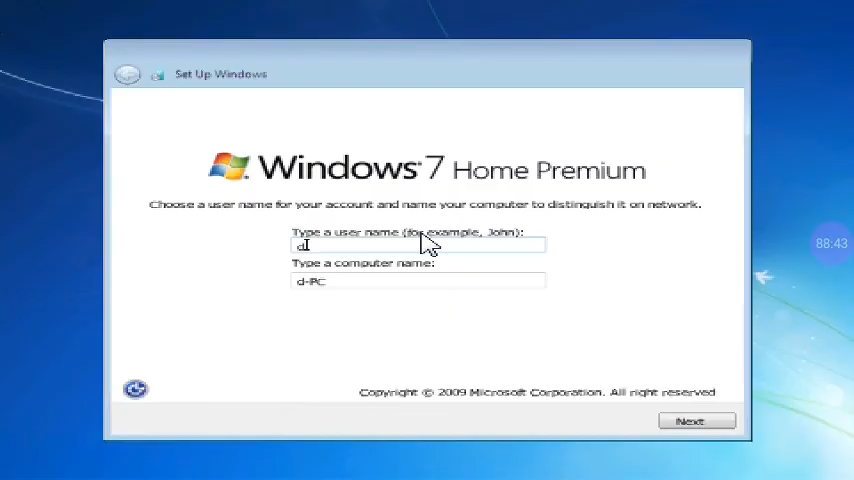 Set Up Windows
Windows 7 Home Premium
Choose a user name for your account and name your computer to distinguish it on network.
Type a user name (for example, John):
d
Type a computer name:
d-PC
88:43
Copyright © 2009 Microsoft Corporation. All right reserved
Next